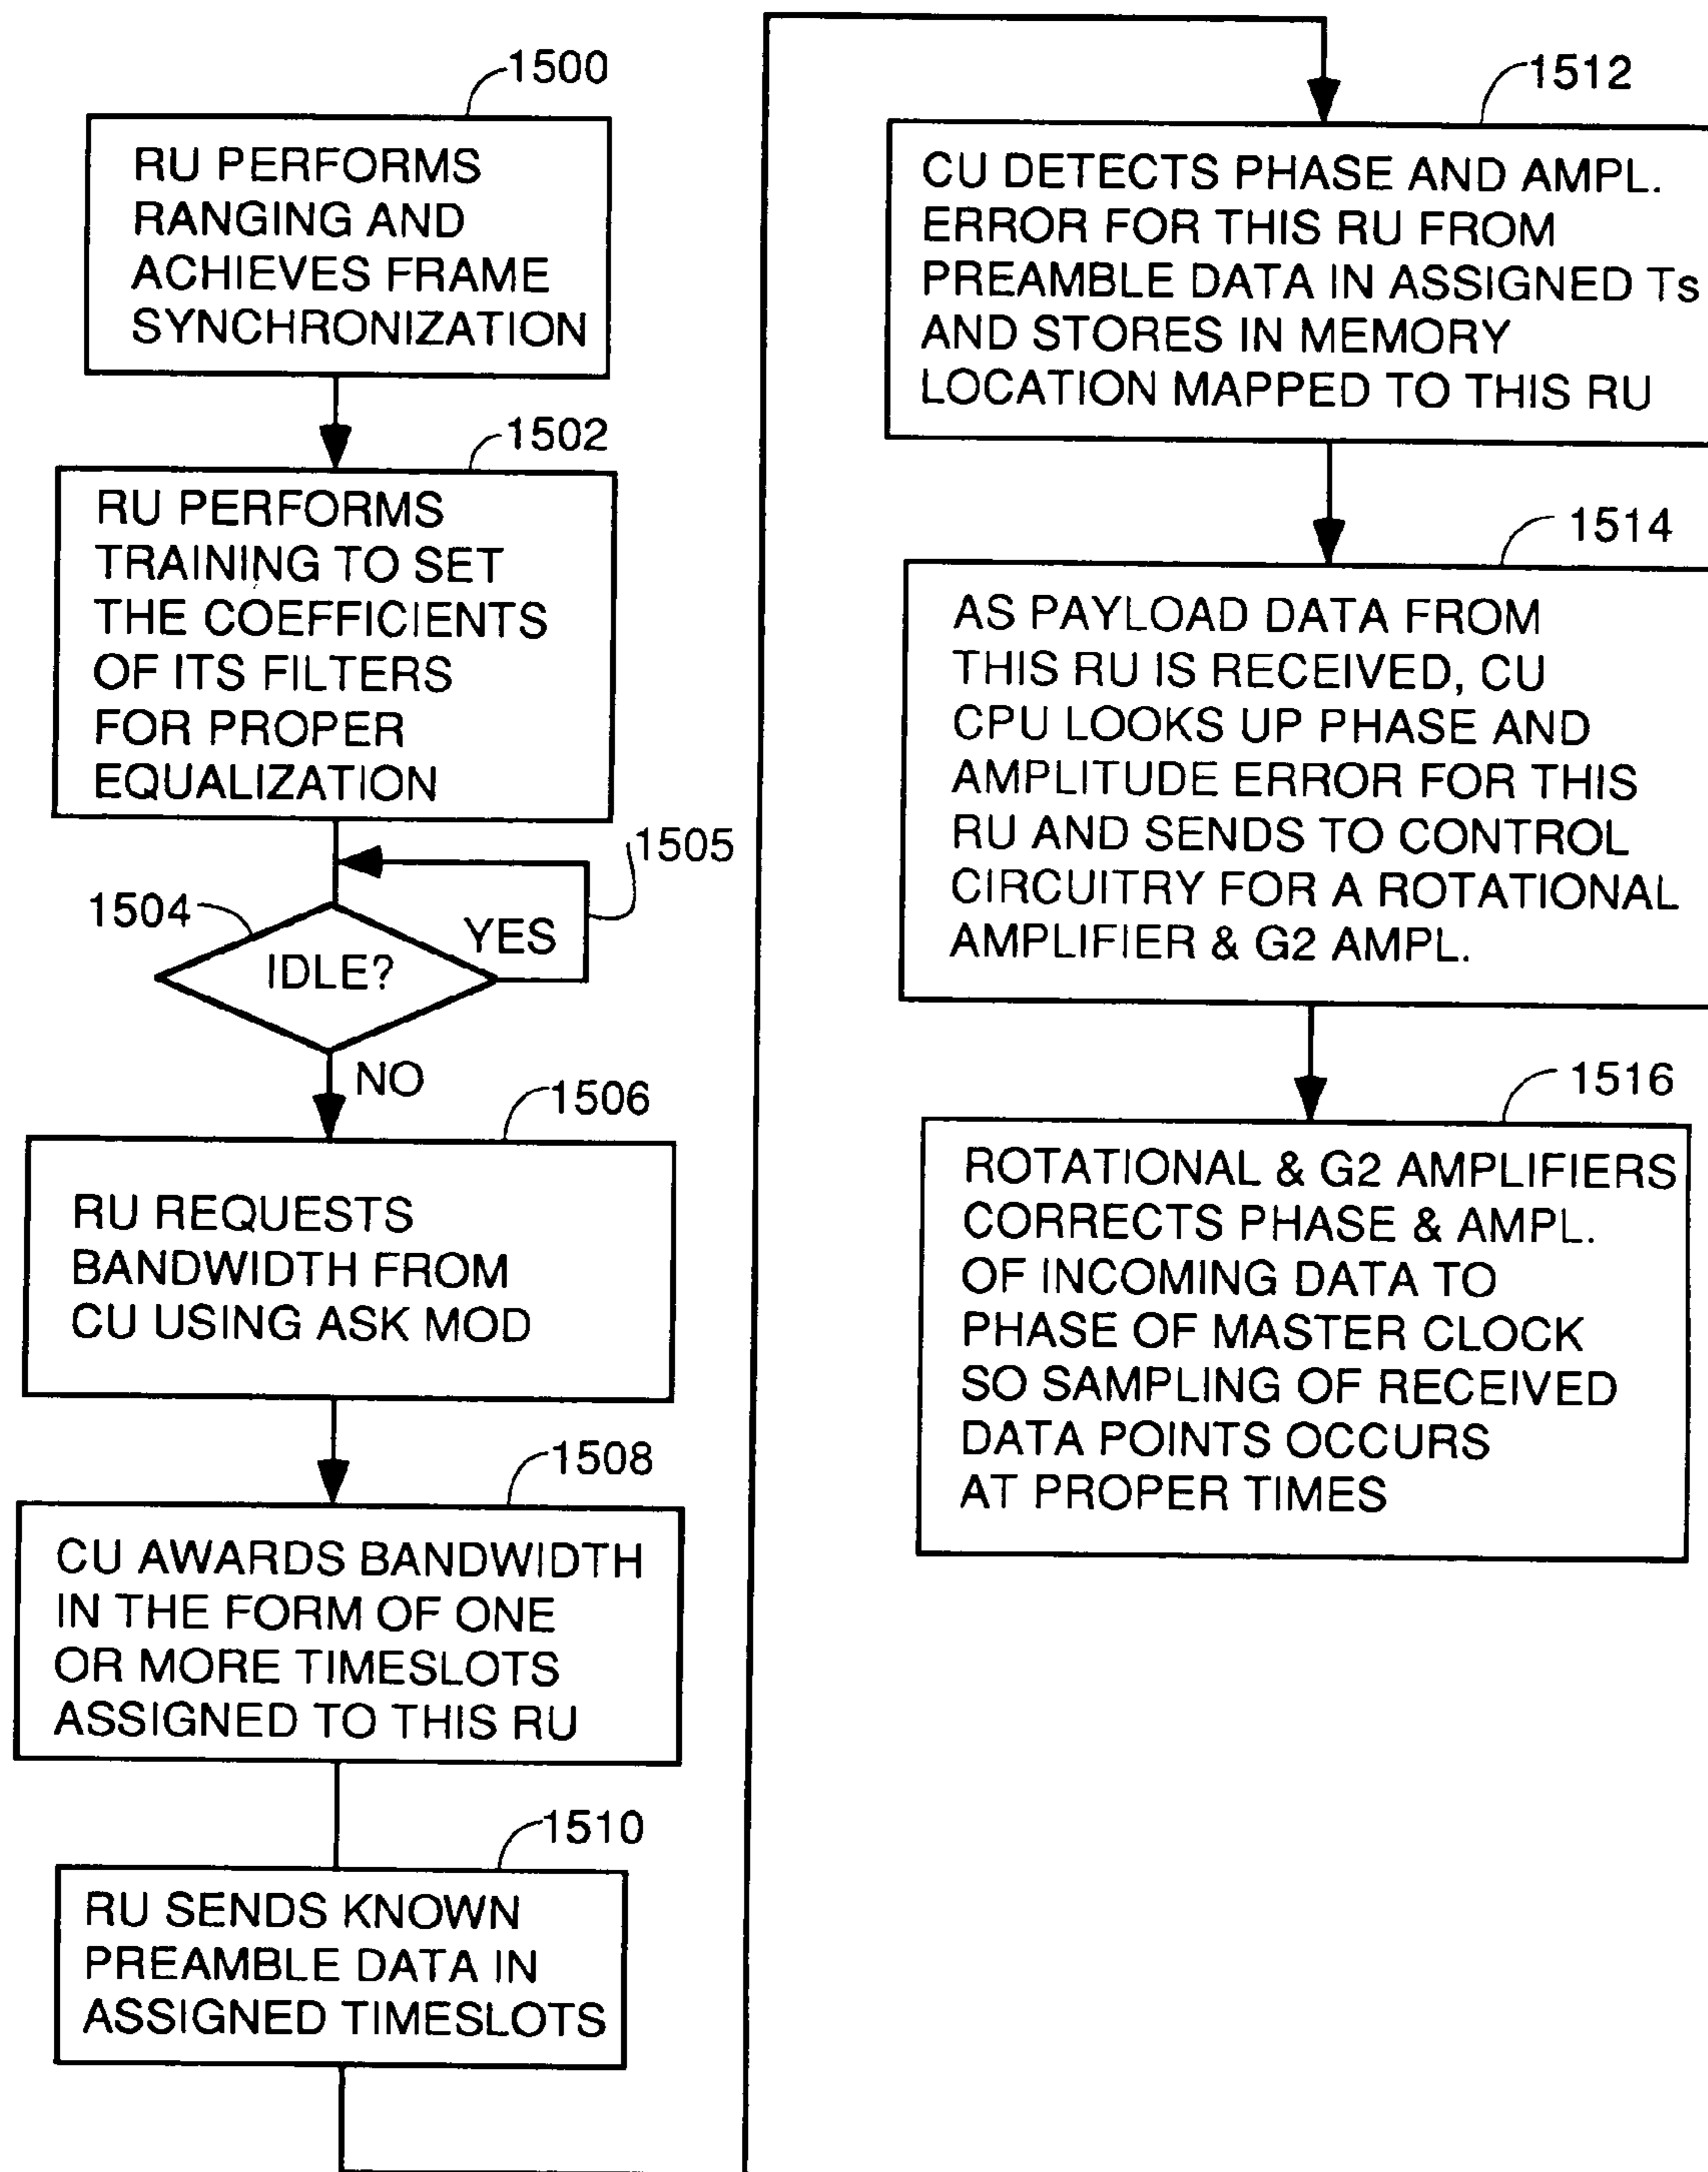 1500
RU PERFORMS
RANGING AND
ACHIEVES FRAME
SYNCHRONIZATION
1502
RU PERFORMS
TRAINING TO SET
THE COEFFICIENTS
OF ITS FILTERS
FOR PROPER
EQUALIZATION
1505
1504
YES
IDLE?
NO
1506
RU REQUESTS
BANDWIDTH FROM
CU USING ASK MOD
1508
CU AWARDS BANDWIDTH
IN THE FORM OF ONE
OR MORE TIMESLOTS
ASSIGNED TO THIS RU
1510
RU SENDS KNOWN
PREAMBLE DATA IN
ASSIGNED TIMESLOTS
1512
CU DETECTS PHASE AND AMPL.
ERROR FOR THIS RU FROM
PREAMBLE DATA IN ASSIGNED Ts
AND STORES IN MEMORY
LOCATION MAPPED TO THIS RU
1514
AS PAYLOAD DATA FROM
THIS RU IS RECEIVED, CU
CPU LOOKS UP PHASE AND
AMPLITUDE ERROR FOR THIS
RU AND SENDS TO CONTROL
CIRCUITRY FOR A ROTATIONAL
AMPLIFIER & G2 AMPL.
1516
ROTATIONAL & G2 AMPLIFIERS
CORRECTS PHASE & AMPL.
OF INCOMING DATA TO
PHASE OF MASTER CLOCK
SO SAMPLING OF RECEIVED
DATA POINTS OCCURS
AT PROPER TIMES